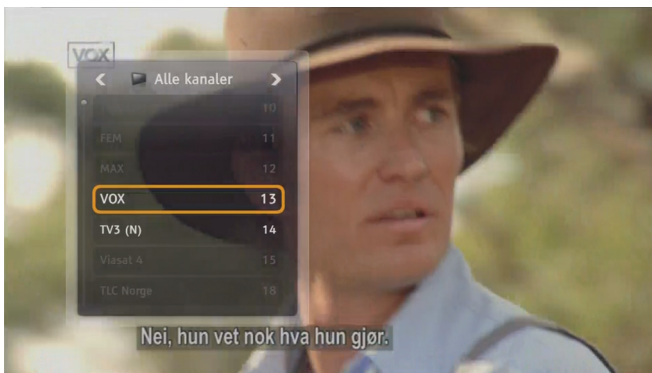 VOX
Alle kanaler
10
FEM 11
MAX 12
VOX 13
TV3 (N) 14
Viasat 4 15
TLC Norge 18
Nei, hun vet nok hva hun gjør.